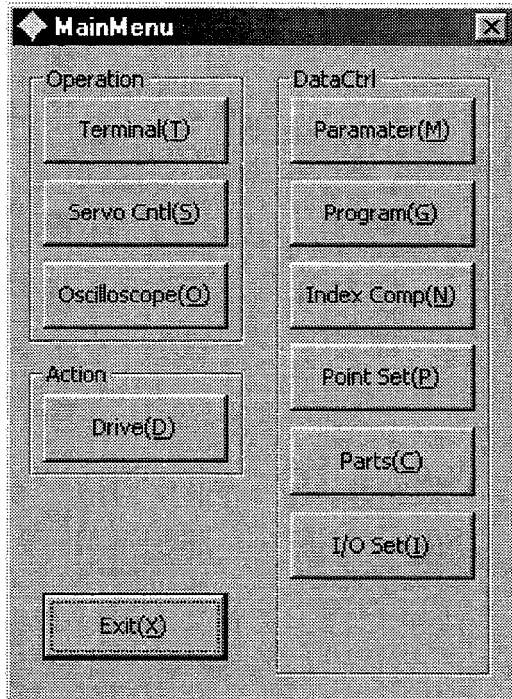 MainMenu
Operation
Terminal(T)
Servo Cntl(S)
Oscilloscope(O)
Action
Drive(D)
Exit(X)
DataCtrl
Paramater(M)
Program(G)
Index Comp(N)
Point Set(P)
Parts(C)
I/O Set(I)